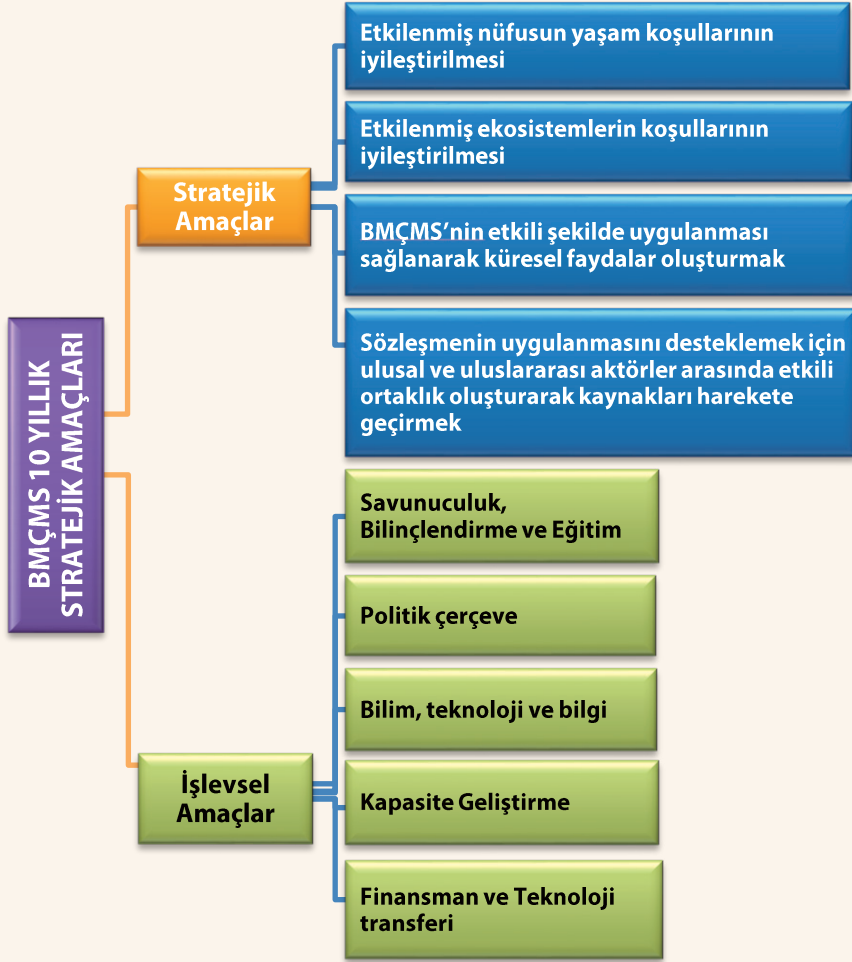 BMÇMS 10 YILLIK
STRATEJİK AMAÇLARI
Stratejik
Amaçlar
Etkilenmiş nüfusun yaşam koşullarının
iyileştirilmesi
Etkilenmiş ekosistemlerin koşullarının
iyileştirilmesi
BMÇMS’nin etkili şekilde uygulanması
sağlanarak küresel faydalar oluşturmak
Sözleşmenin uygulanmasını desteklemek için
ulusal ve uluslararası aktörler arasında etkili
ortaklık oluşturarak kaynakları harekete
geçirmek
İşlevsel
Amaçlar
Savunuculuk,
Bilinçlendirme ve Eğitim
Politik çerçeve
Bilim, teknoloji ve bilgi
Kapasite Geliştirme
Finansman ve Teknoloji
transferi